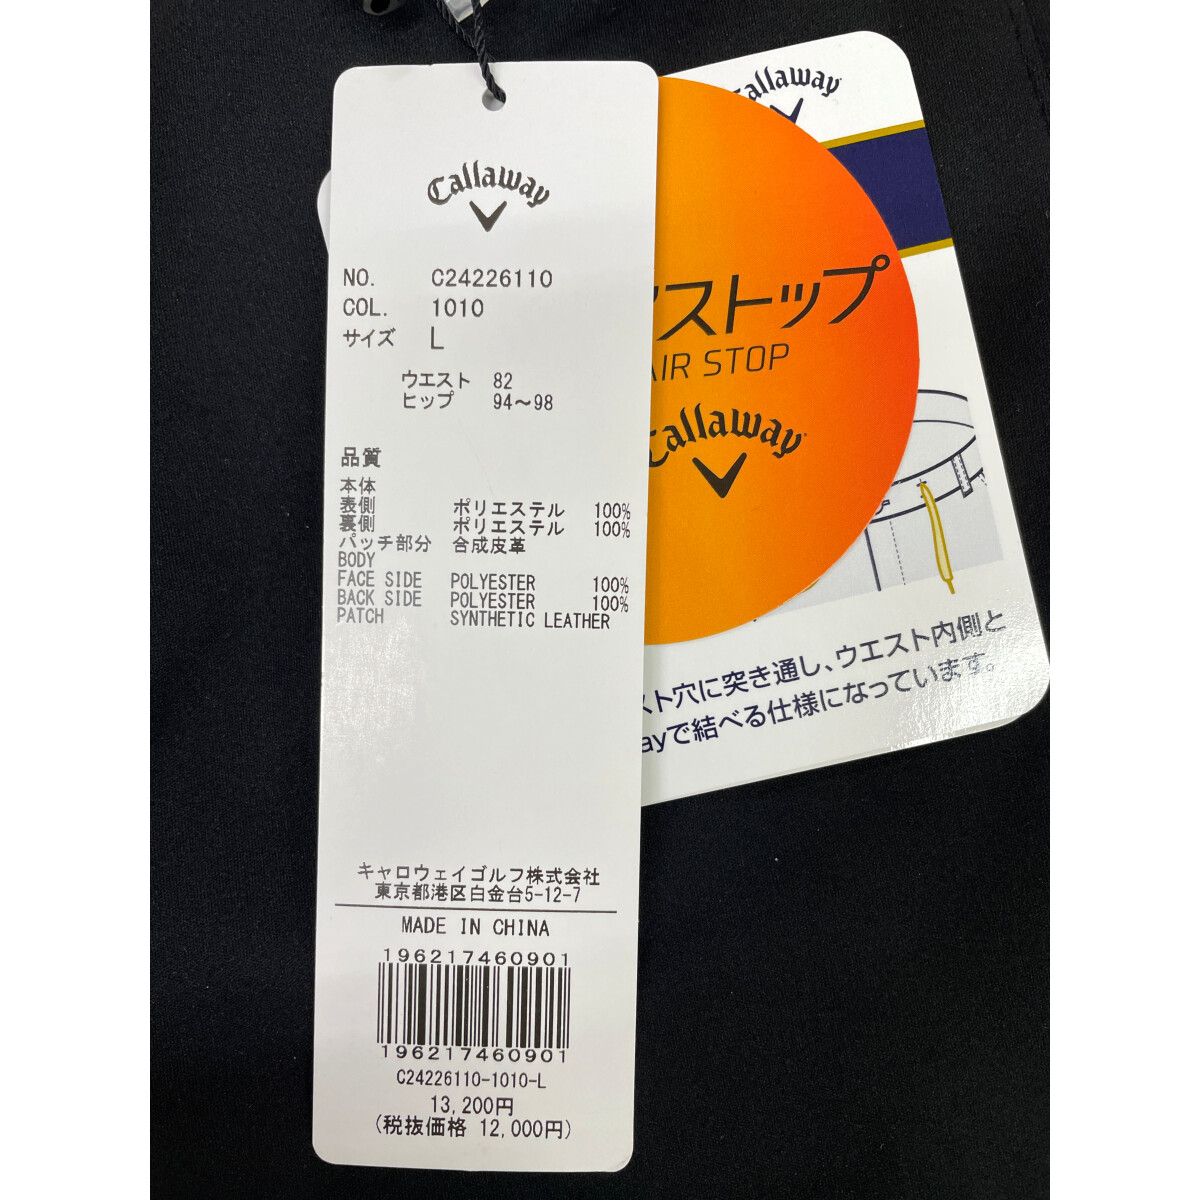 Callaway
NO. C24226110
COL. 1010
サイズ L
ウエスト 82
ヒップ 94～98
品質
本体
表側 ポリエステル 100%
裏側 ポリエステル 100%
パッチ部分 合成皮革
BODY
FACE SIDE POLYESTER 100%
BACK SIDE POLYESTER 100%
PATCH SYNTHETIC LEATHER
キャロウェイゴルフ株式会社
東京都港区白金台5-12-7
MADE IN CHINA
196217460901
196217460901
C24226110-1010-L
13,200円
(税抜価格 12,000円)
allaway
ストップ
AIR STOP
Callaway
スト穴に突き通し、ウエスト内側と
ayで結べる仕様になっています。